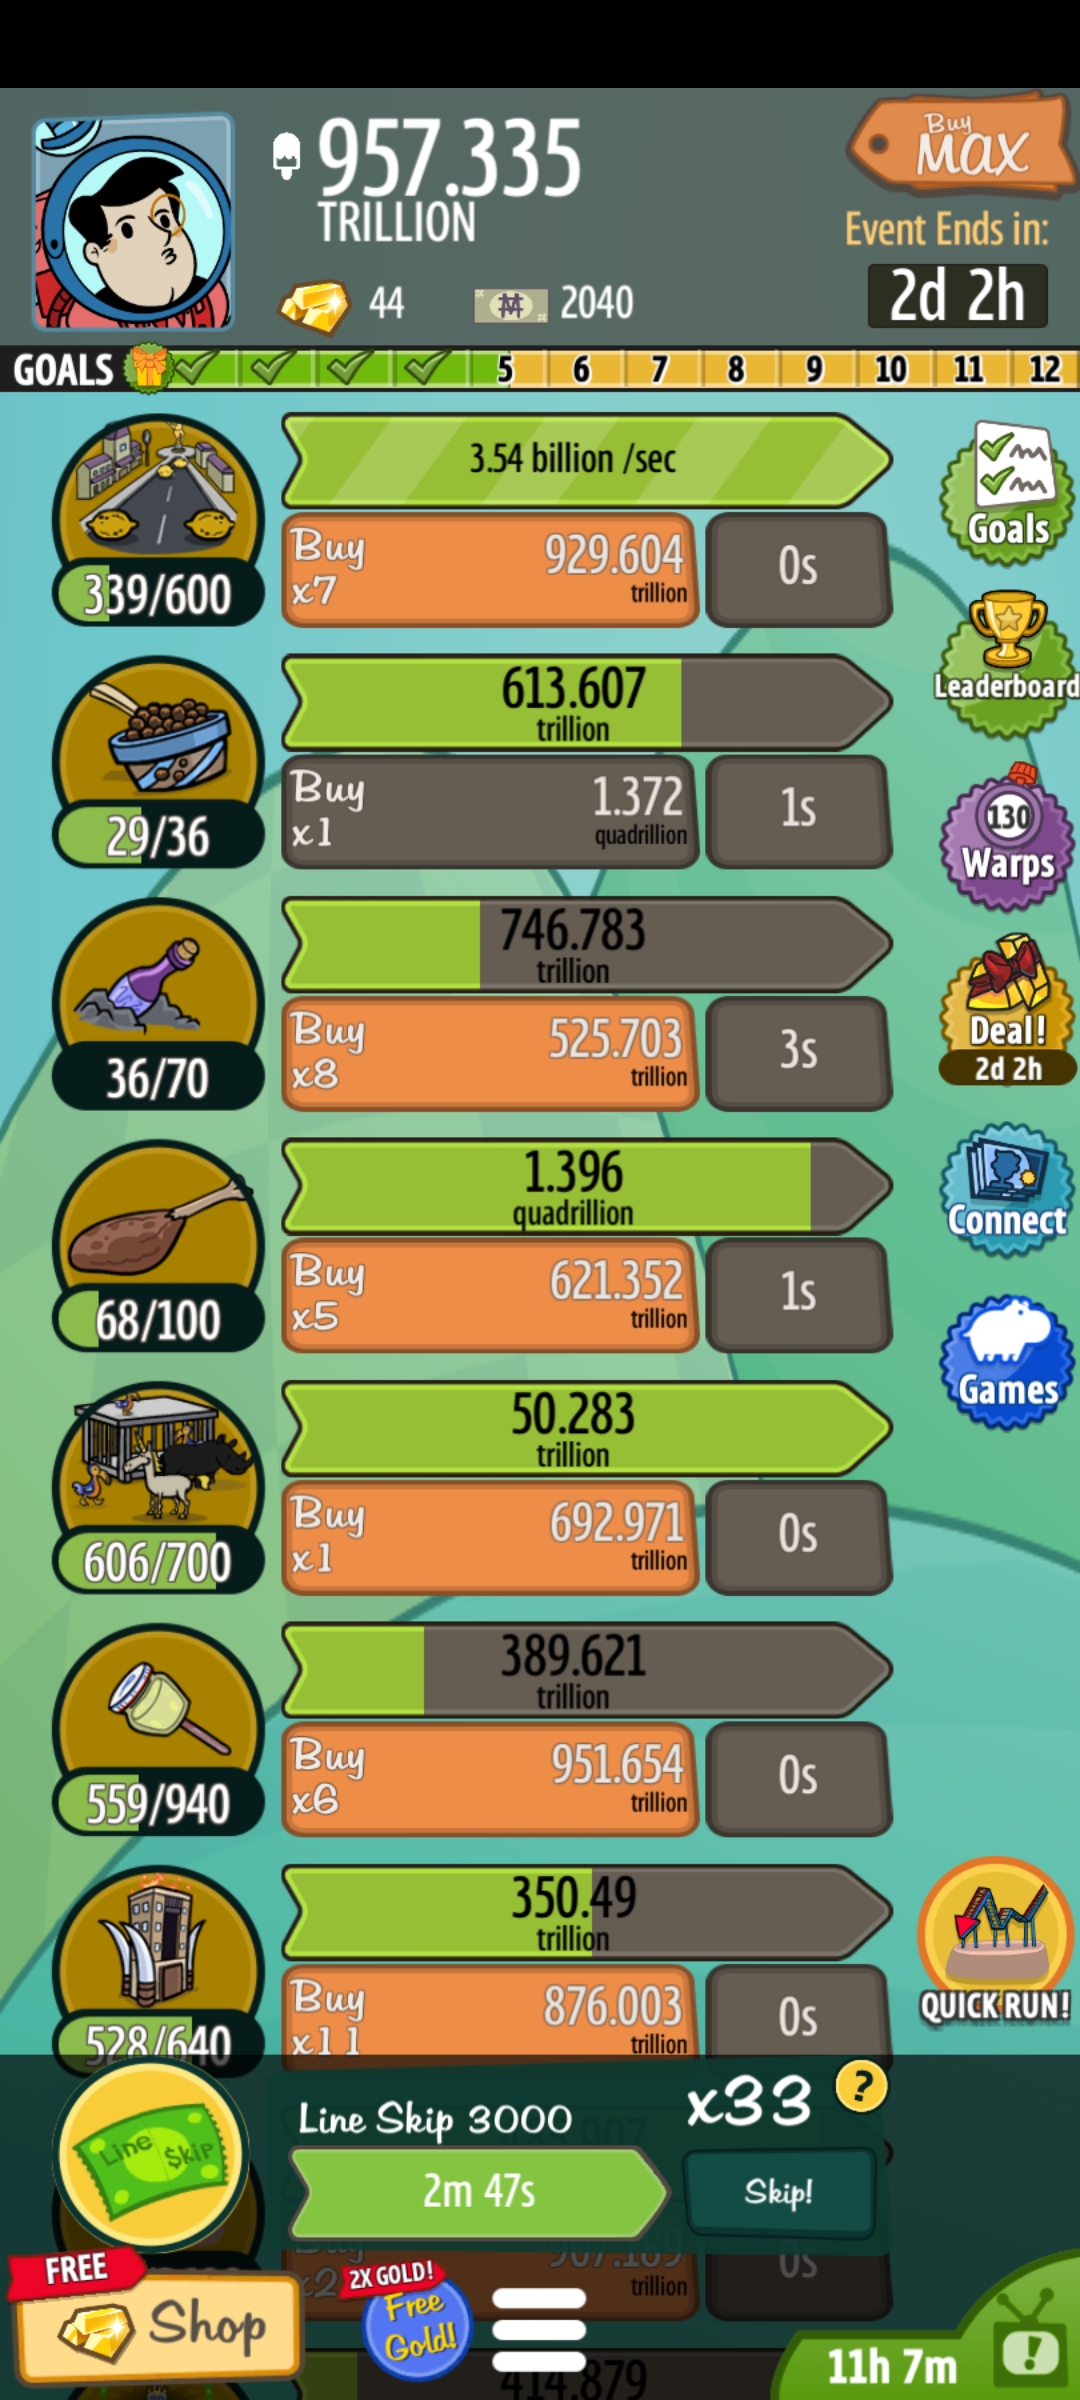 957.335
TRILLION
Buy
MAX
Event Ends in:
2d 2h
44
2040
GOALS
5 6 7 8 9 10 11 12
3.54 billion /sec
Buy
x7
929.604
trillion
0s
339/600
Goals
613.607
trillion
Leaderboard
Buy
x1
1.372
quadrillion
1s
29/36
130
Warps
746.783
trillion
Buy
x8
525.703
trillion
3s
36/70
Deal!
2d 2h
1.396
quadrillion
Connect
Buy
x5
621.352
trillion
1s
68/100
Games
50.283
trillion
Buy
x1
692.971
trillion
0s
606/700
389.621
trillion
Buy
x6
951.654
trillion
0s
559/940
350.49
trillion
Buy
x11
876.003
trillion
0s
528/640
QUICK RUN!
Line Skip 3000
x33
?
Line $kip
2m 47s
Skip!
Buy
907.189
trillion
0s
FREE
Shop
2X GOLD!
Free
Gold!
414.879
11h 7m
!